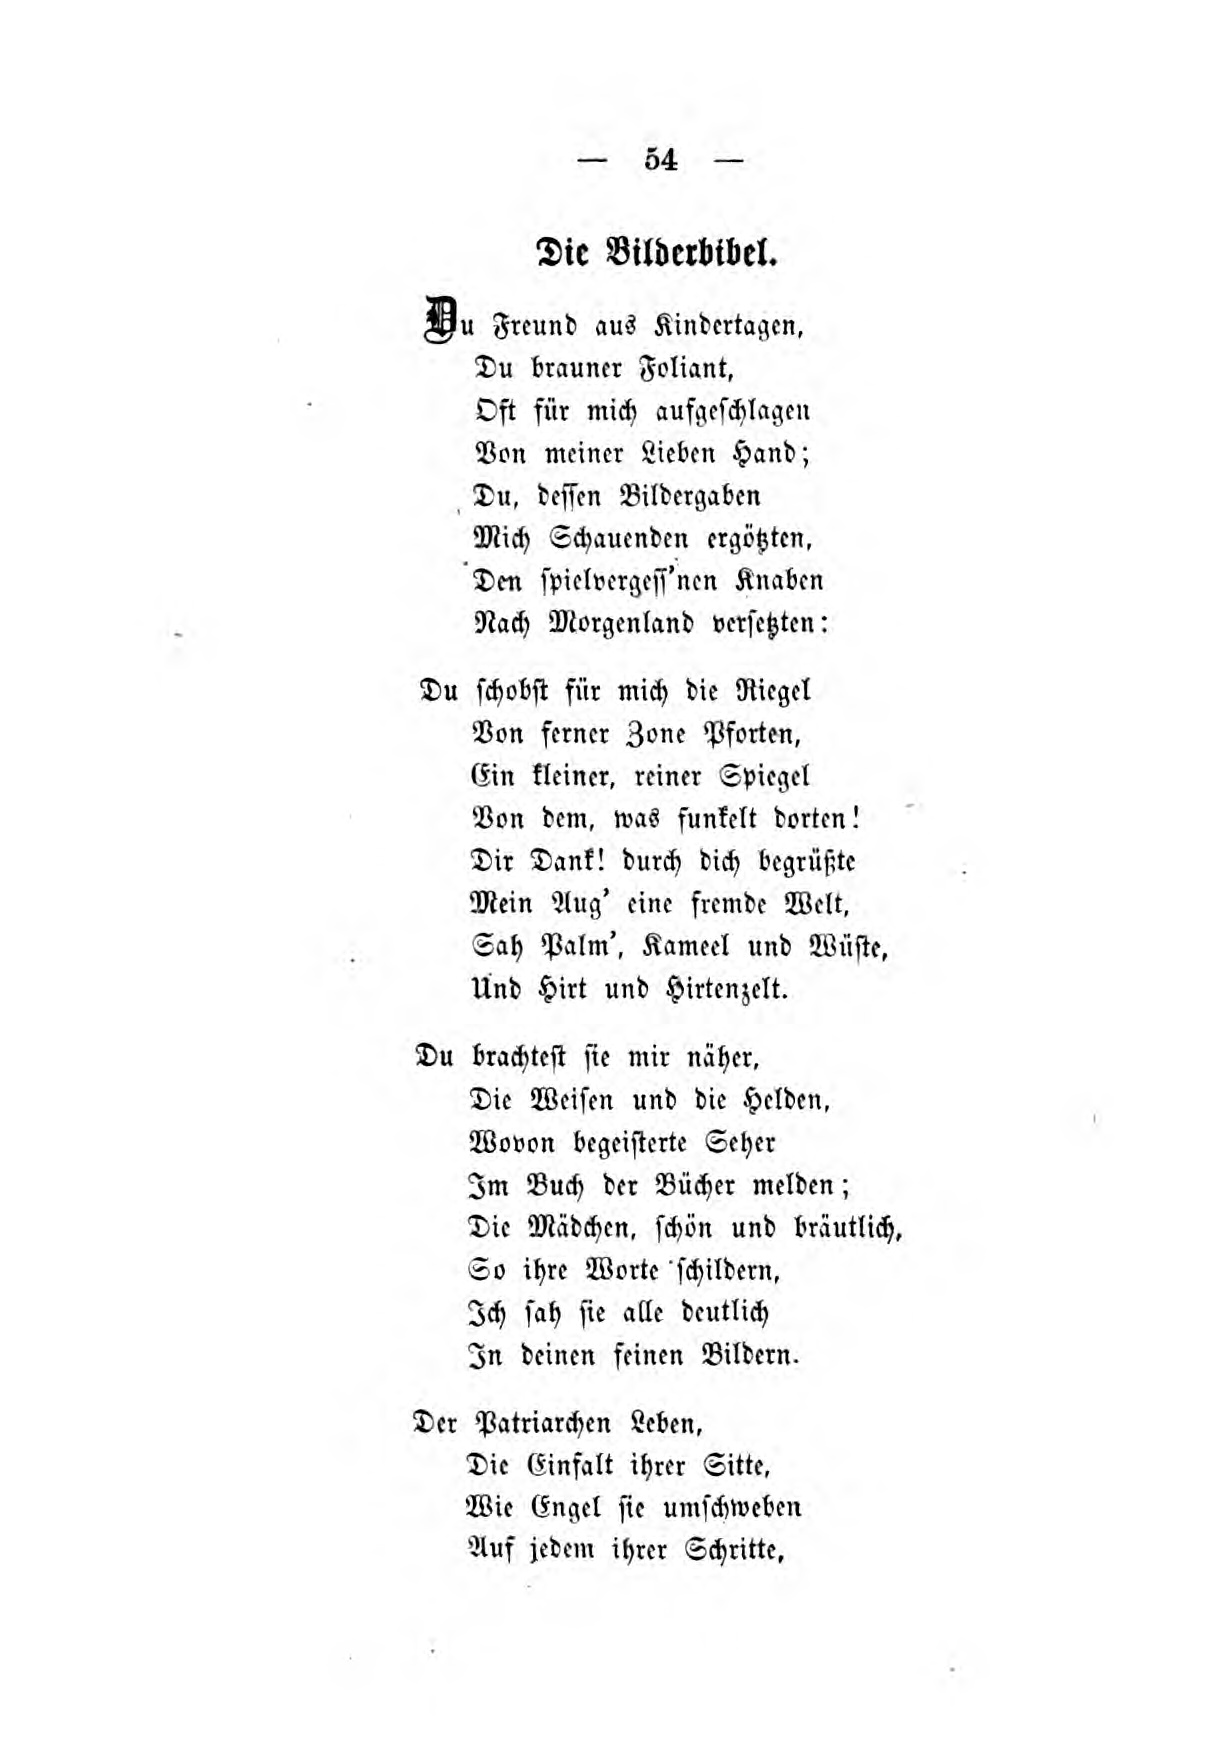 — 54 —
Die Bilderbibel.
Du Freund aus Kindertagen,
Du brauner Foliant,
Oft für mich aufgeschlagen
Von meiner Lieben Hand;
Du, dessen Bildergaben
Mich Schauenden ergötzten,
Den spielvergess'nen Knaben
Nach Morgenland versetzten:
Du schobst für mich die Riegel
Von ferner Zone Pforten,
Ein kleiner, reiner Spiegel
Von dem, was funkelt dorten!
Dir Dank! durch dich begrüßte
Mein Aug' eine fremde Welt,
Sah Palm', Kameel und Wüste,
Und Hirt und Hirtenzelt.
Du brachtest sie mir näher,
Die Weisen und die Helden,
Wovon begeisterte Seher
Im Buch der Bücher melden;
Die Mädchen, schön und bräutlich,
So ihre Worte schildern,
Ich sah sie alle deutlich
In deinen feinen Bildern.
Der Patriarchen Leben,
Die Einfalt ihrer Sitte,
Wie Engel sie umschweben
Auf jedem ihrer Schritte,